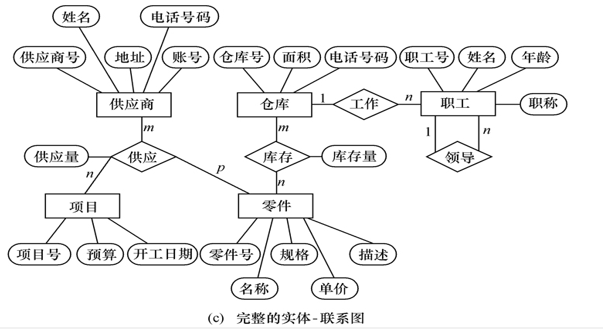 姓名 电话号码
供应商号 地址 账号 仓库号 面积 电话号码 职工号 姓名 年龄
供应商 仓库 1 工作 n 职工 职称
m m 1 n
供应量 供应 库存 库存量 领导
n p n
项目 零件
项目号 预算 开工日期 零件号 规格 描述
名称 单价
(c) 完整的实体-联系图